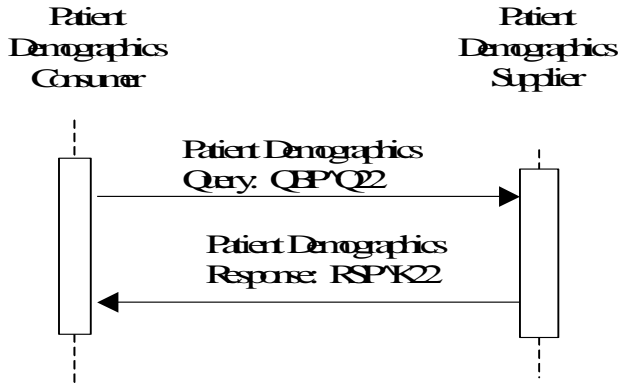 Patient
Demographics
Consumer
Patient
Demographics
Supplier
Patient Demographics
Query: QBP^Q22
Patient Demographics
Response: RSP^K22